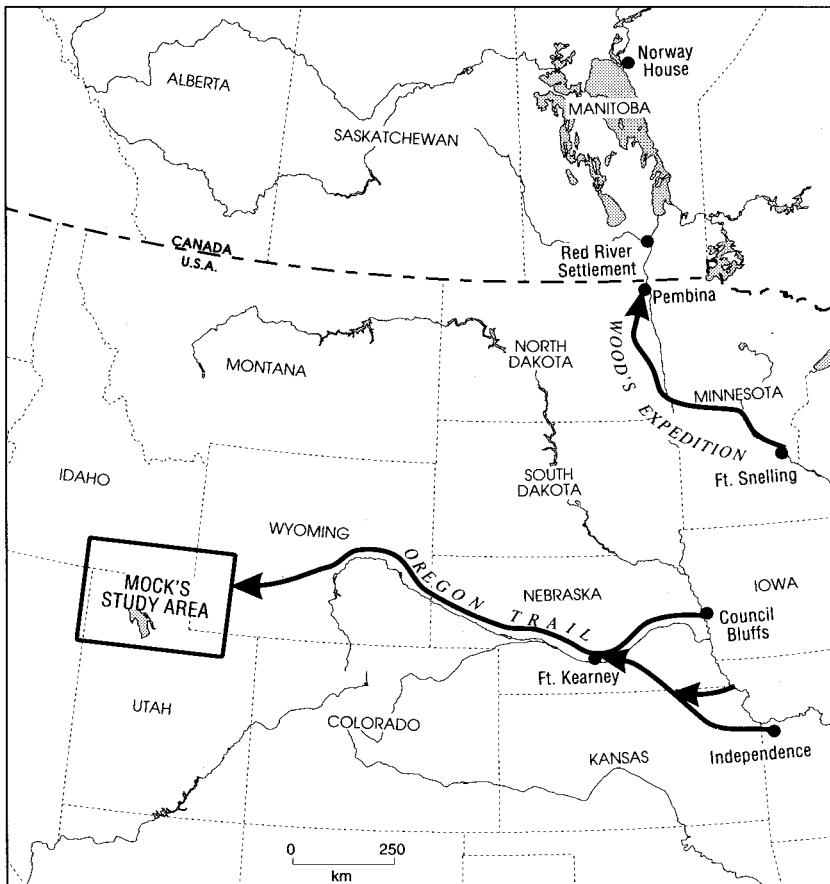 Norway
House
ALBERTA
MANITOBA
SASKATCHEWAN
CANADA
U.S.A.
Red River
Settlement
Pembina
WOOD'S EXPEDITION
NORTH
DAKOTA
MONTANA
MINNESOTA
Ft. Snelling
SOUTH
DAKOTA
IDAHO
WYOMING
OREGON TRAIL
MOCK'S
STUDY AREA
NEBRASKA
IOWA
Council
Bluffs
Ft. Kearney
UTAH
COLORADO
KANSAS
Independence
0 250
km